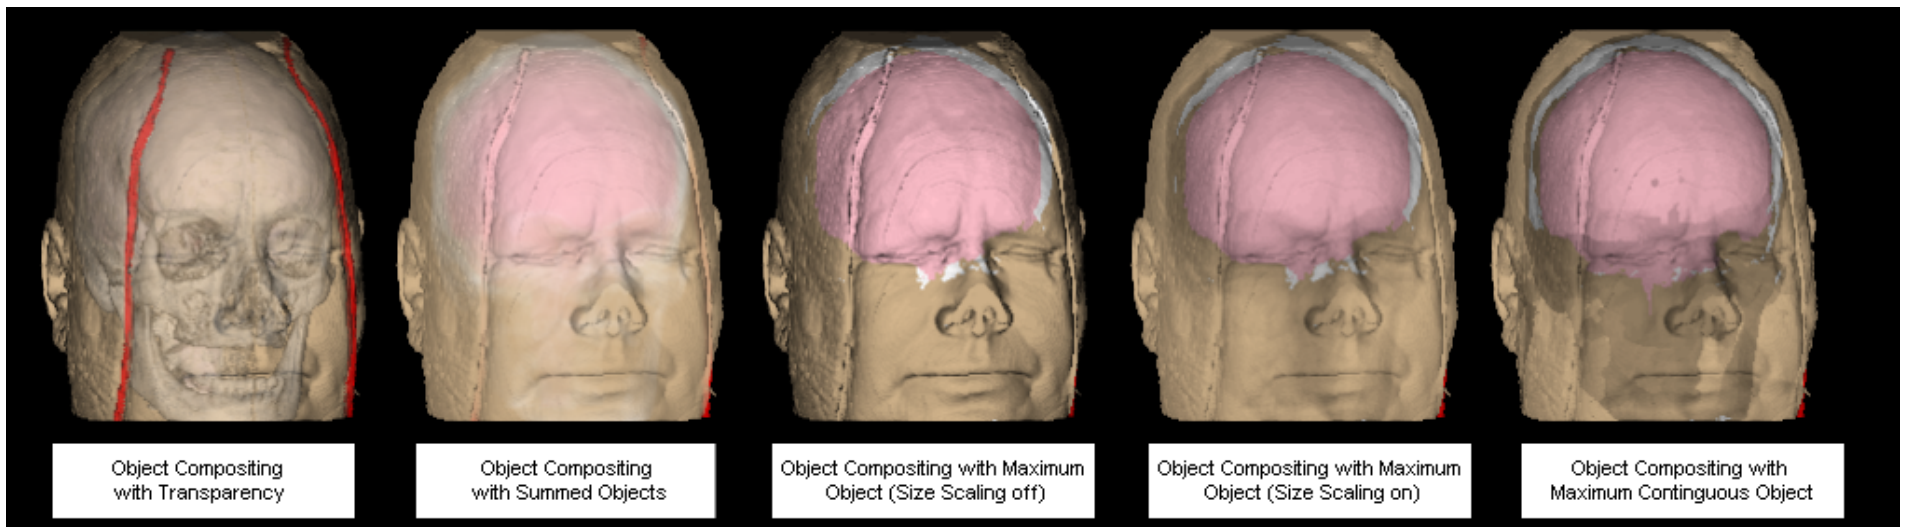 Object Compositing
with Transparency
Object Compositing
with Summed Objects
Object Compositing with Maximum
Object (Size Scaling off)
Object Compositing with Maximum
Object (Size Scaling on)
Object Compositing with
Maximum Continguous Object